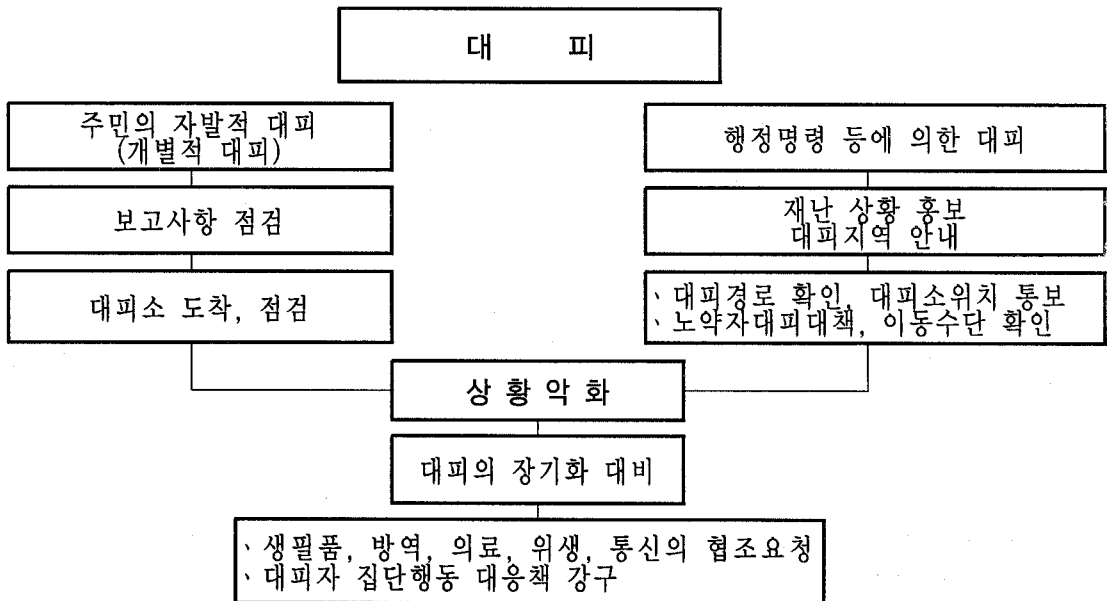 대 피
주민의 자발적 대피
(개별적 대피)
보고사항 점검
대피소 도착, 점검
행정명령 등에 의한 대피
재난 상황 홍보
대피지역 안내
、대피경로 확인, 대피소위치 통보
、노약자대피대책, 이동수단 확인
상 황 악 화
대피의 장기화 대비
、생필품, 방역, 의료, 위생, 통신의 협조요청
、대피자 집단행동 대응책 강구